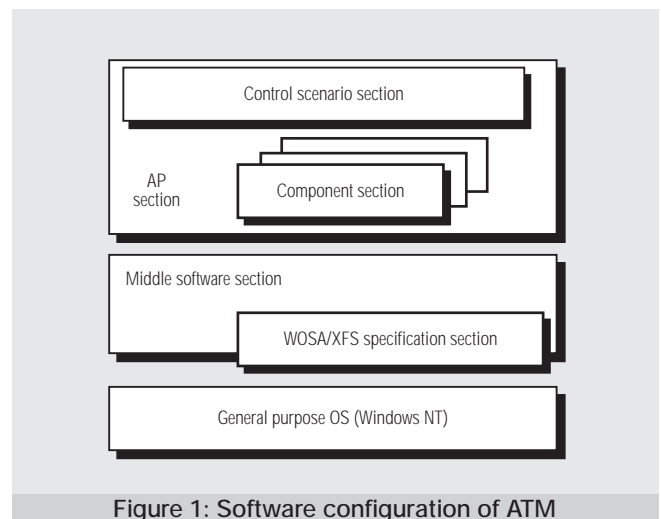 Control scenario section
AP
section
Component section
Middle software section
WOSA/XFS specification section
General purpose OS (Windows NT)
Figure 1: Software configuration of ATM